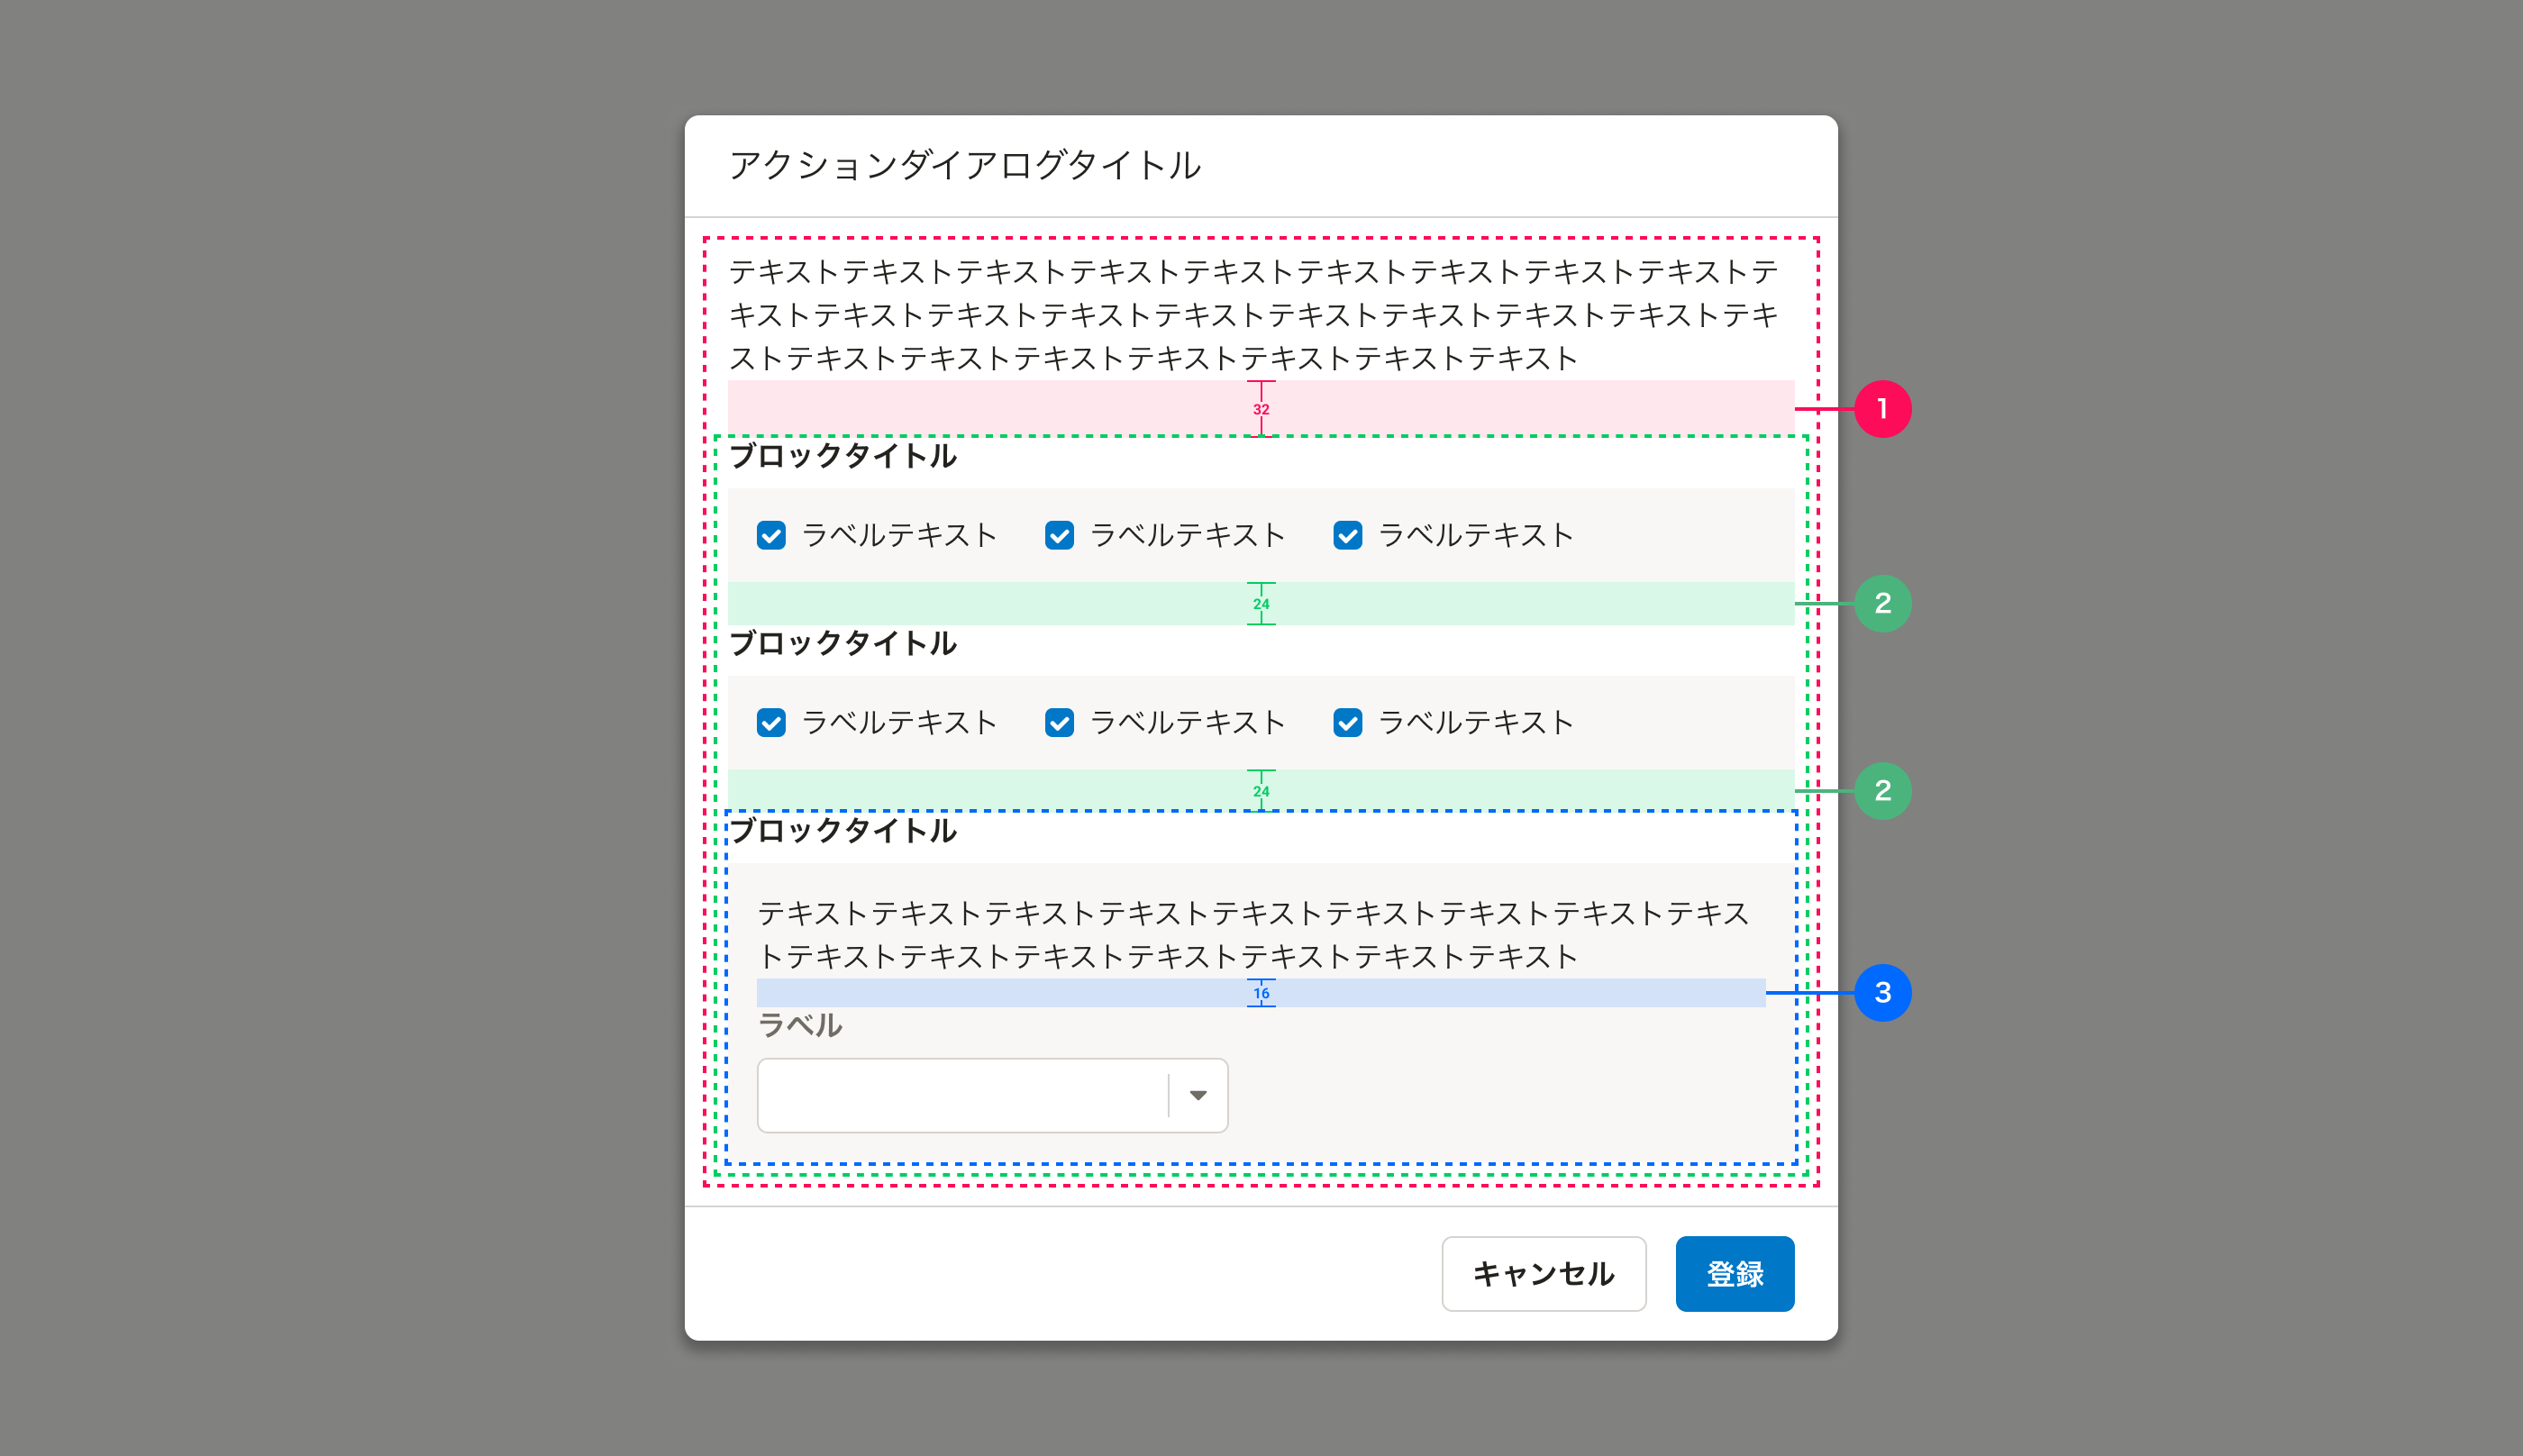 アクションダイアログタイトル
テキストテキストテキストテキストテキストテキストテキストテキストテキストテ
キストテキストテキストテキストテキストテキストテキストテキストテキストテキ
ストテキストテキストテキストテキストテキストテキストテキスト
32
1
ブロックタイトル
ラベルテキスト ラベルテキスト ラベルテキスト
24
2
ブロックタイトル
ラベルテキスト ラベルテキスト ラベルテキスト
24
2
ブロックタイトル
テキストテキストテキストテキストテキストテキストテキストテキストテキス
トテキストテキストテキストテキストテキストテキストテキスト
16
3
ラベル
キャンセル 登録